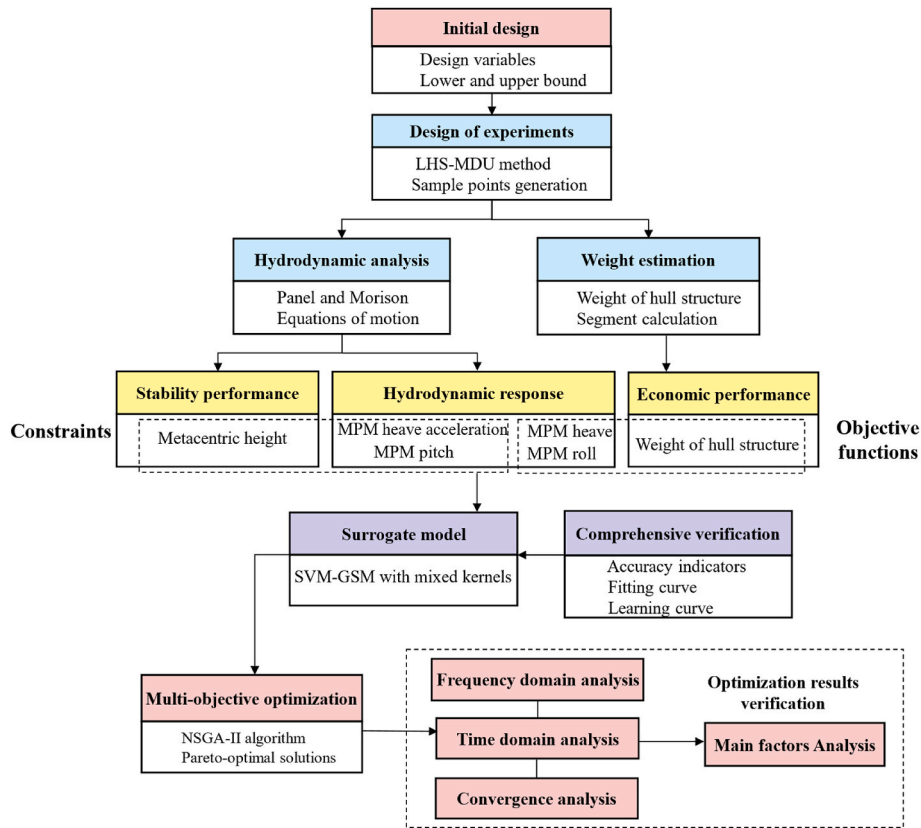 Initial design
Design variables
Lower and upper bound
Design of experiments
LHS-MDU method
Sample points generation
Hydrodynamic analysis
Panel and Morison
Equations of motion
Weight estimation
Weight of hull structure
Segment calculation
Stability performance
Hydrodynamic response
Economic performance
Constraints
Metacentric height
MPM heave acceleration
MPM pitch
MPM heave
MPM roll
Weight of hull structure
Objective
functions
Surrogate model
SVM-GSM with mixed kernels
Comprehensive verification
Accuracy indicators
Fitting curve
Learning curve
Multi-objective optimization
NSGA-II algorithm
Pareto-optimal solutions
Frequency domain analysis
Time domain analysis
Convergence analysis
Optimization results
verification
Main factors Analysis